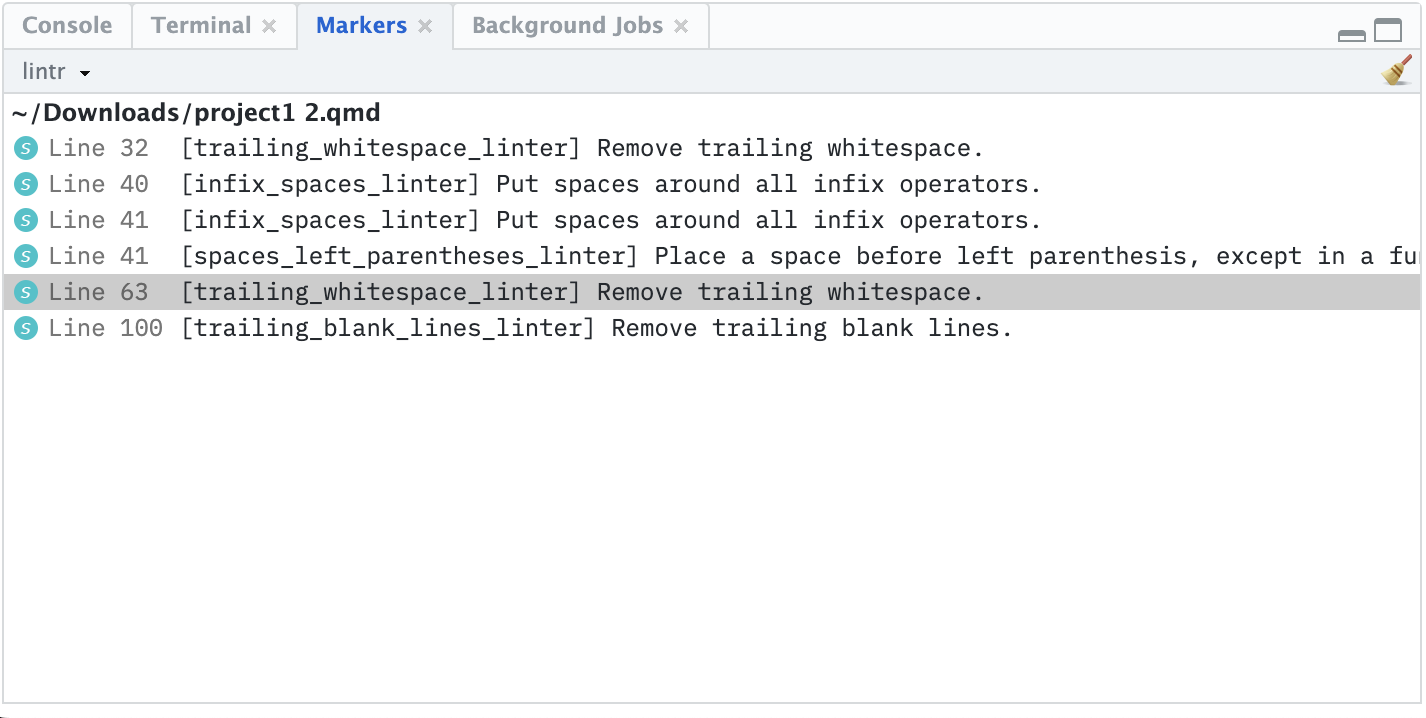 Console Terminal Markers Background Jobs
lintr
~/Downloads/project1 2.qmd
S Line 32 [trailing_whitespace_linter] Remove trailing whitespace.
S Line 40 [infix_spaces_linter] Put spaces around all infix operators.
S Line 41 [infix_spaces_linter] Put spaces around all infix operators.
S Line 41 [spaces_left_parentheses_linter] Place a space before left parenthesis, except in a
S Line 63 [trailing_whitespace_linter] Remove trailing whitespace.
S Line 100 [trailing_blank_lines_linter] Remove trailing blank lines.